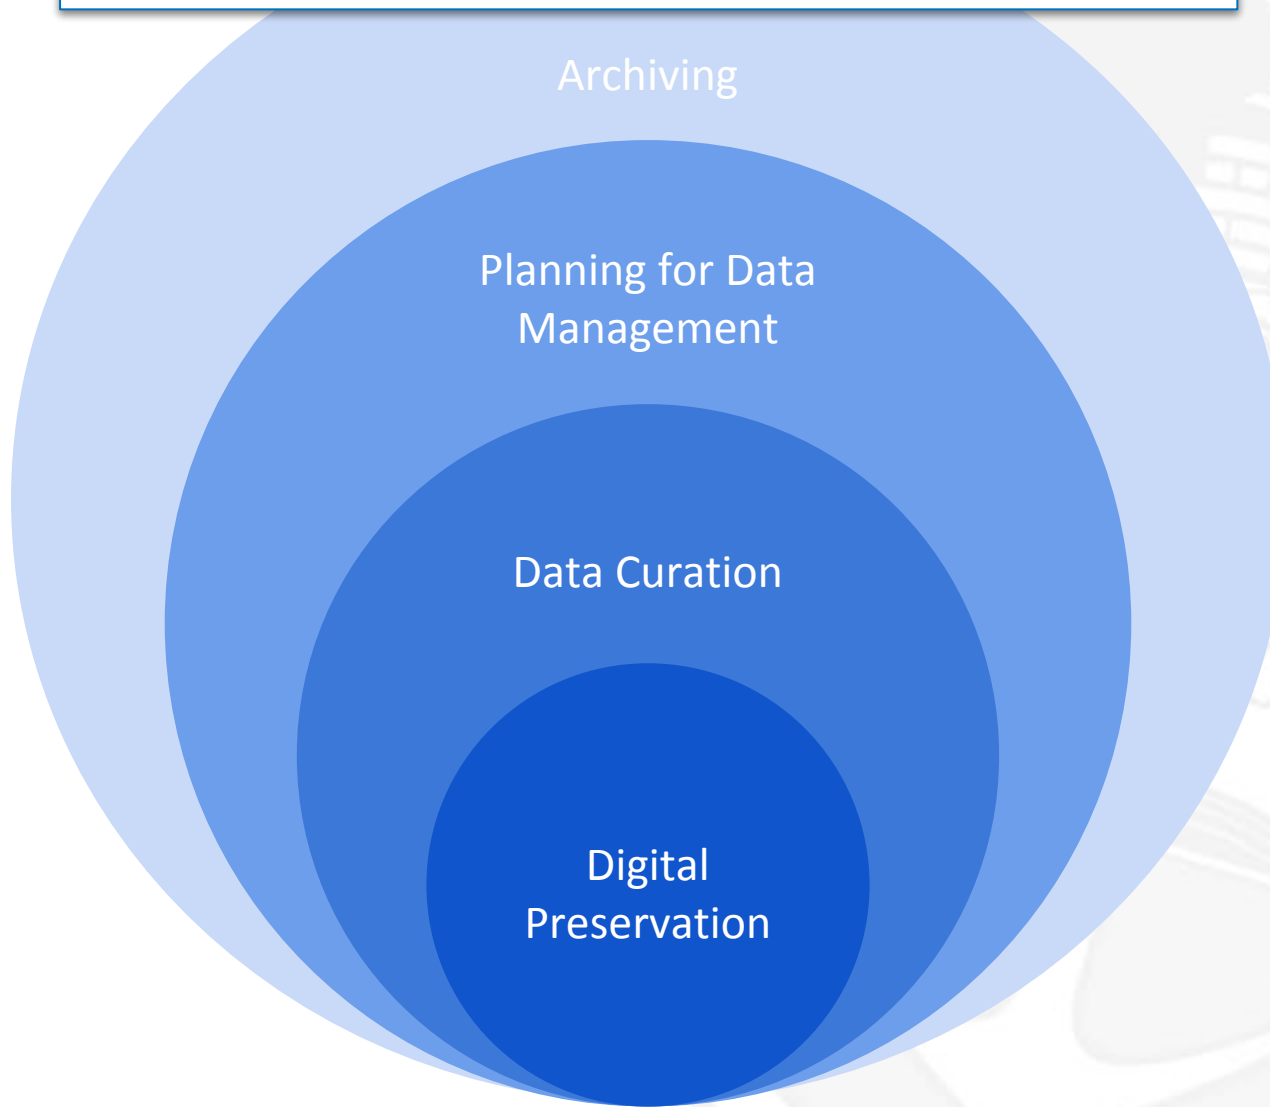 Archiving
Planning for Data
Management
Data Curation
Digital
Preservation